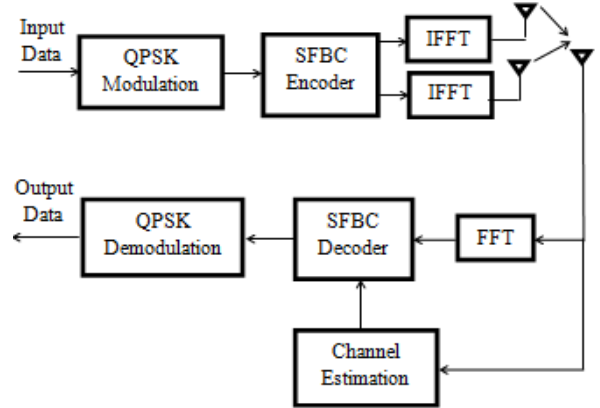 Input
Data
QPSK
Modulation
SFBC
Encoder
IFFT
IFFT
Output
Data
QPSK
Demodulation
SFBC
Decoder
FFT
Channel
Estimation